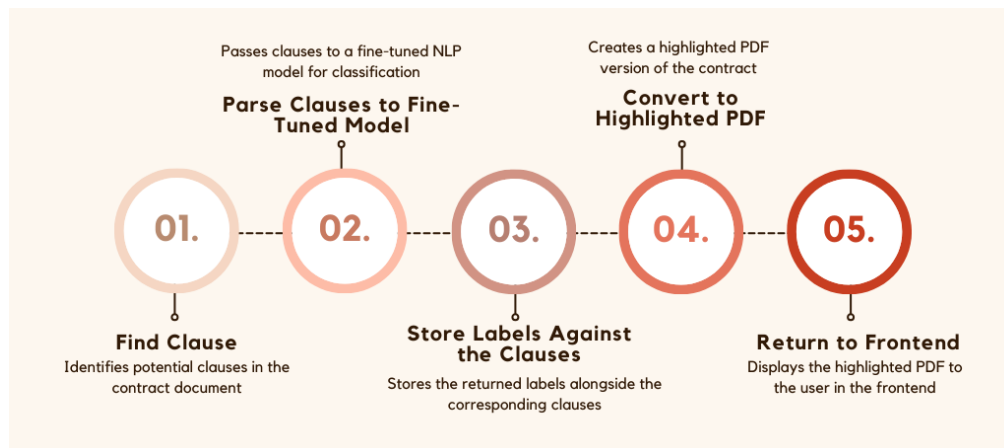 Passes clauses to a fine-tuned NLP
model for classification
Parse Clauses to Fine-
Tuned Model
Creates a highlighted PDF
version of the contract
Convert to
Highlighted PDF
01.
02.
03.
04.
05.
Find Clause
Identifies potential clauses in the
contract document
Store Labels Against
the Clauses
Stores the returned labels alongside the
corresponding clauses
Return to Frontend
Displays the highlighted PDF to
the user in the frontend